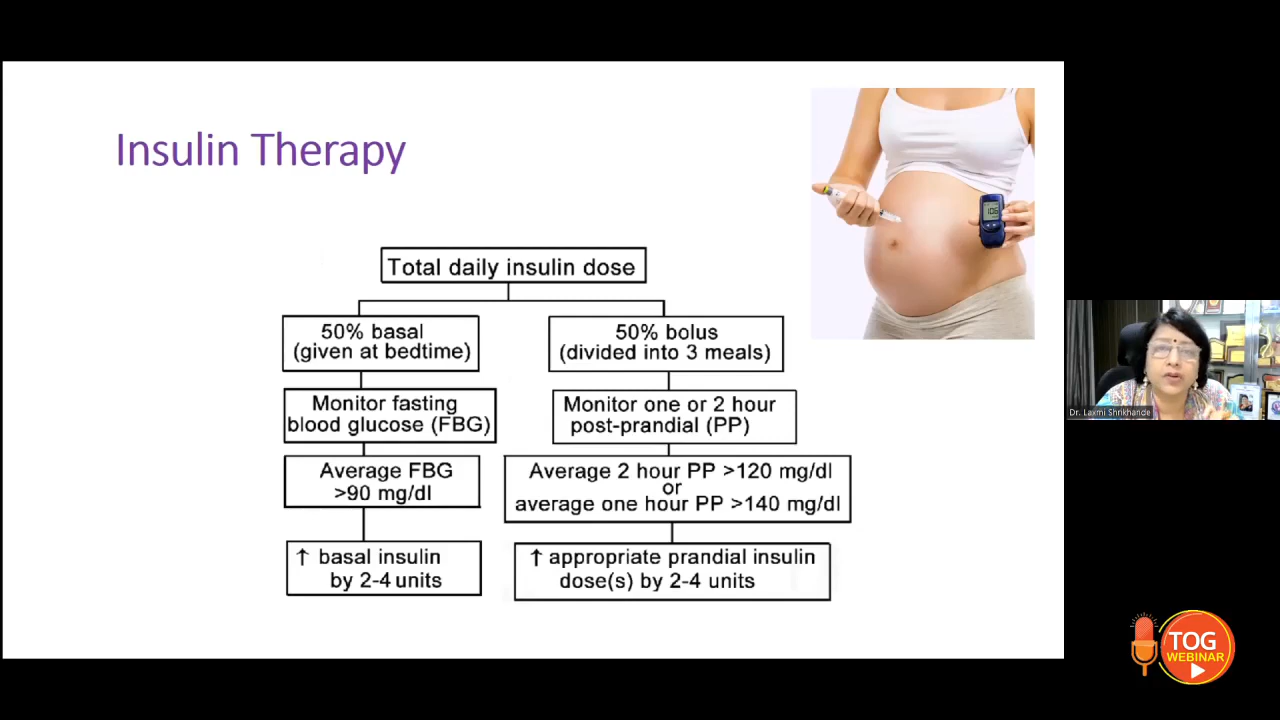 Insulin Therapy
Total daily insulin dose
50% basal
(given at bedtime)
50% bolus
(divided into 3 meals)
Monitor fasting
blood glucose (FBG)
Monitor one or 2 hour
post-prandial (PP)
Average FBG
>90 mg/dl
Average 2 hour PP >120 mg/dl
or
average one hour PP >140 mg/dl
↑ basal insulin
by 2-4 units
↑ appropriate prandial insulin
dose(s) by 2-4 units
106
Dr. Laxmi Shrikhande
TOG
WEBINAR